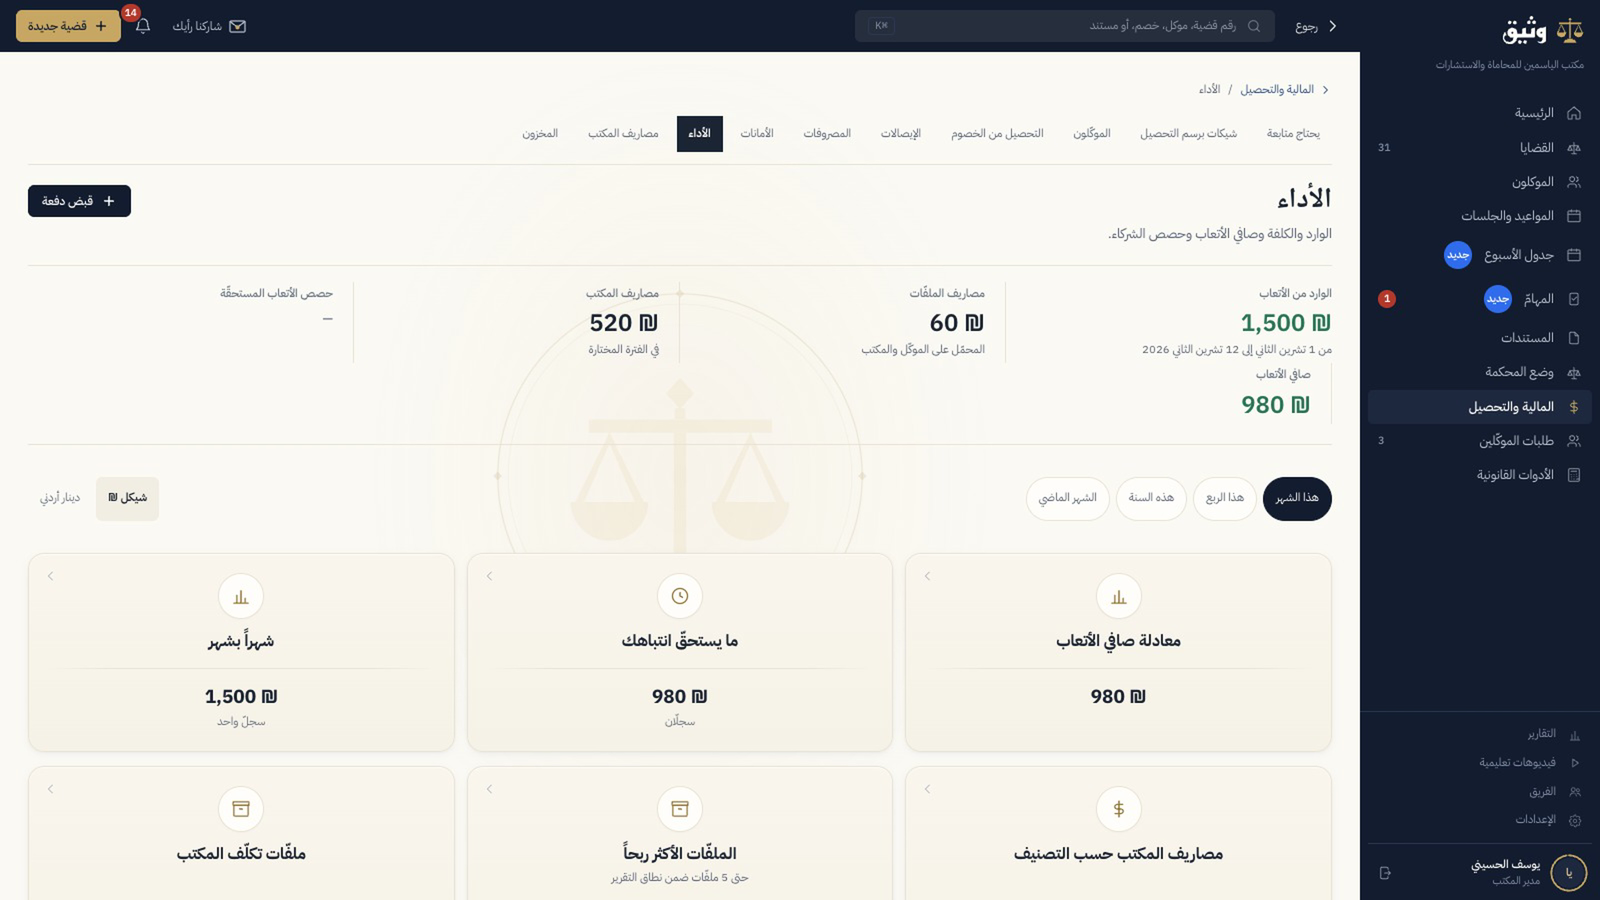 وثيق
مكتب الياسمين للمحاماة والاستشارات
الرئيسية
القضايا
31
الموكلون
المواعيد والجلسات
جدول الأسبوع
جديد
المهامّ
جديد
1
المستندات
وضع المحكمة
المالية والتحصيل
طلبات الموكّلين
3
الأدوات القانونية
التقارير
فيديوهات تعليمية
الفريق
الإعدادات
يا
يوسف الحسيني
مدير المكتب
رجوع
رقم قضية، موكل، خصم، أو مستند
K⌘
شاركنا رأيك
14
قضية جديدة
المالية والتحصيل / الأداء
يحتاج متابعة
شيكات برسم التحصيل
الموكّلون
التحصيل من الخصوم
الإيصالات
المصروفات
الأمانات
الأداء
مصاريف المكتب
المخزون
الأداء
قبض دفعة
الوارد والكلفة وصافي الأتعاب وحصص الشركاء.
الوارد من الأتعاب
1,500 ₪
من 1 تشرين الثاني إلى 12 تشرين الثاني 2026
مصاريف الملفّات
60 ₪
المحمّل على الموكّل والمكتب
مصاريف المكتب
520 ₪
في الفترة المختارة
حصص الأتعاب المستحقّة
—
صافي الأتعاب
980 ₪
هذا الشهر
هذا الربع
هذه السنة
الشهر الماضي
شيكل ₪
دينار أردني
معادلة صافي الأتعاب
980 ₪
ما يستحقّ انتباهك
980 ₪
سجلّان
شهراً بشهر
1,500 ₪
سجلّ واحد
مصاريف المكتب حسب التصنيف
الملفّات الأكثر ربحاً
حتى 5 ملفّات ضمن نطاق التقرير
ملفّات تكلّف المكتب